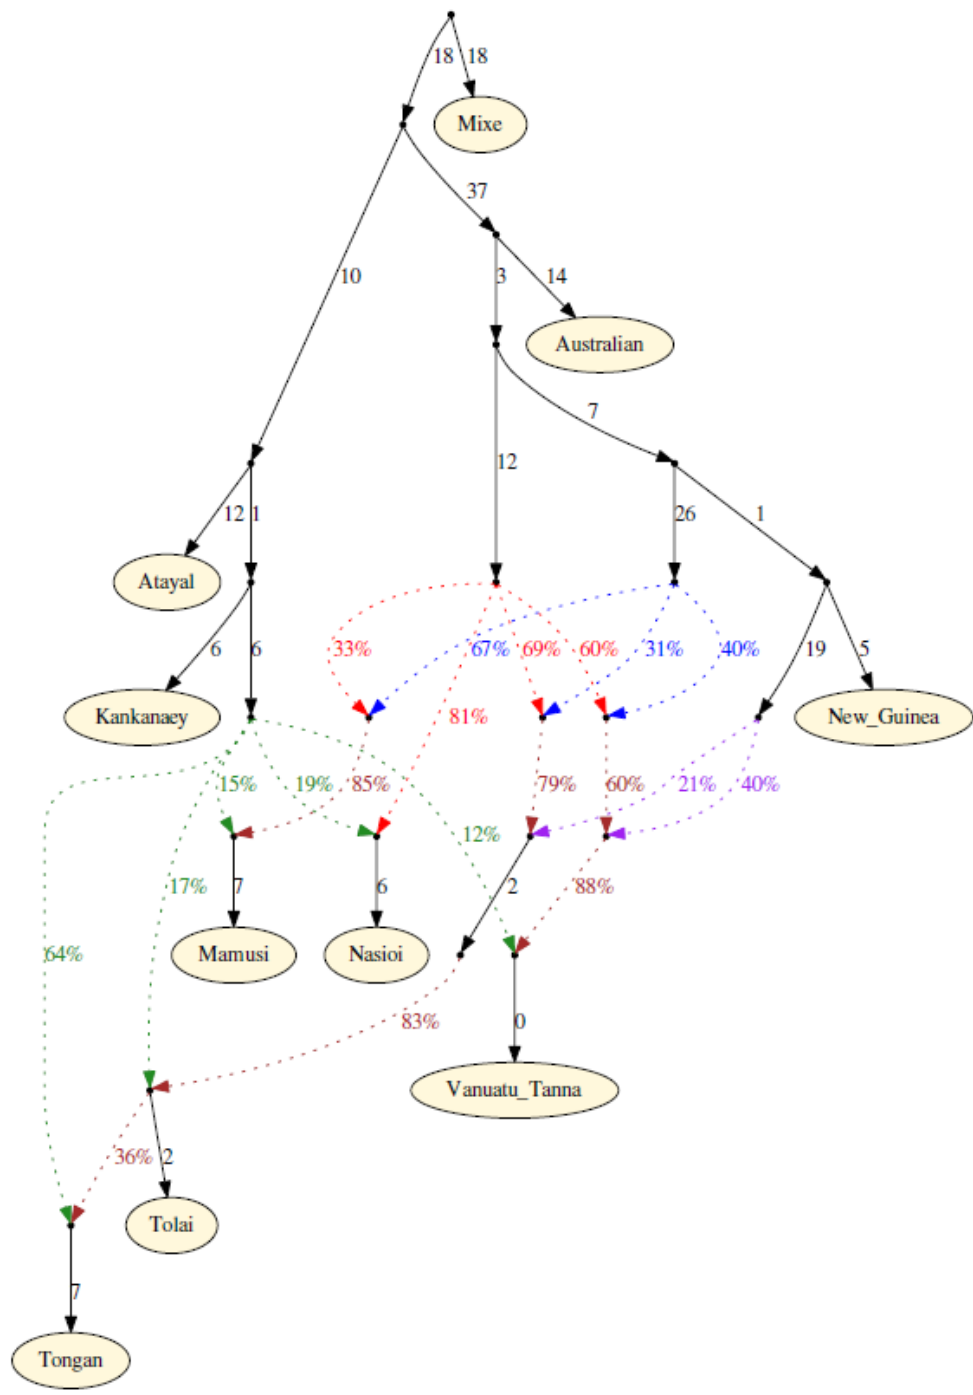 18 18
Mixe
37
10 3 14
Australian
7
12
12 1 26 1
Atayal
6 6 33% 67% 69% 60% 31% 40% 19 5
Kankanaey New_Guinea
81%
15% 19% 85% 79% 60% 21% 40%
12%
17% 7 6 2 88%
64% Mamusi Nasioi
83% 0
Vanuatu_Tanna
36% 2
Tolai
7
Tongan